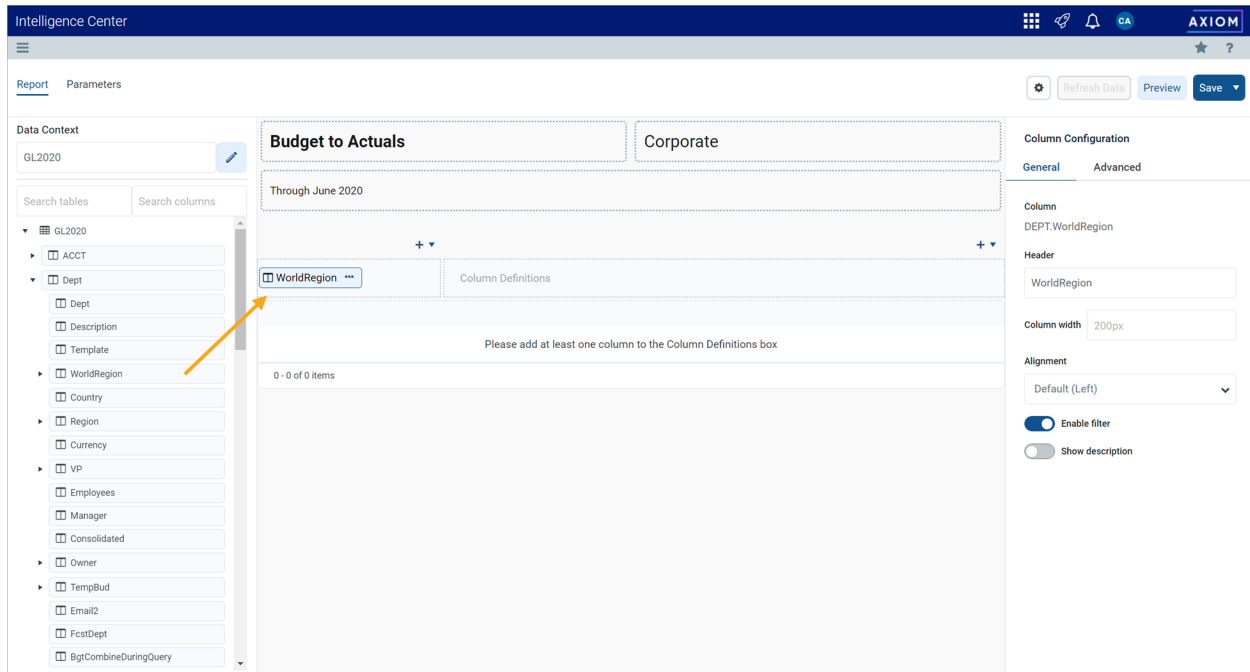 Intelligence Center
CA
AXIOM
?
Report Parameters
Refresh Data Preview Save
Data Context
GL2020
Search tables Search columns
GL2020
ACCT
Dept
Dept
Description
Template
WorldRegion
Country
Region
Currency
VP
Employees
Manager
Consolidated
Owner
TempBud
Email2
FcstDept
BgtCombineDuringQuery
Budget to Actuals
Corporate
Through June 2020
+ +
WorldRegion ••• Column Definitions
Please add at least one column to the Column Definitions box
0 - 0 of 0 items
Column Configuration
General Advanced
Column
DEPT.WorldRegion
Header
WorldRegion
Column width 200px
Alignment
Default (Left)
Enable filter
Show description